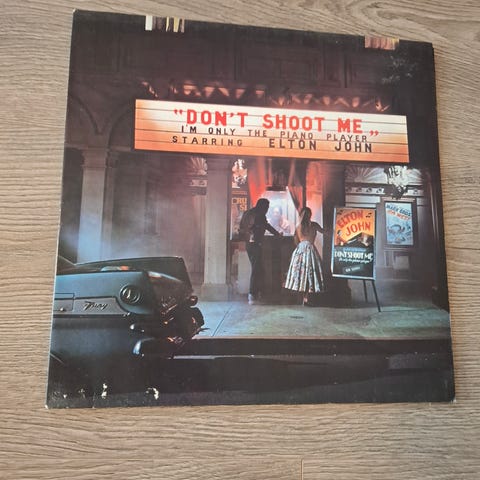 "DON'T SHOOT ME
I'M ONLY THE PIANO PLAYER"
STARRING ELTON JOHN
ELTON
JOHN
DON'T SHOOT ME
Fury